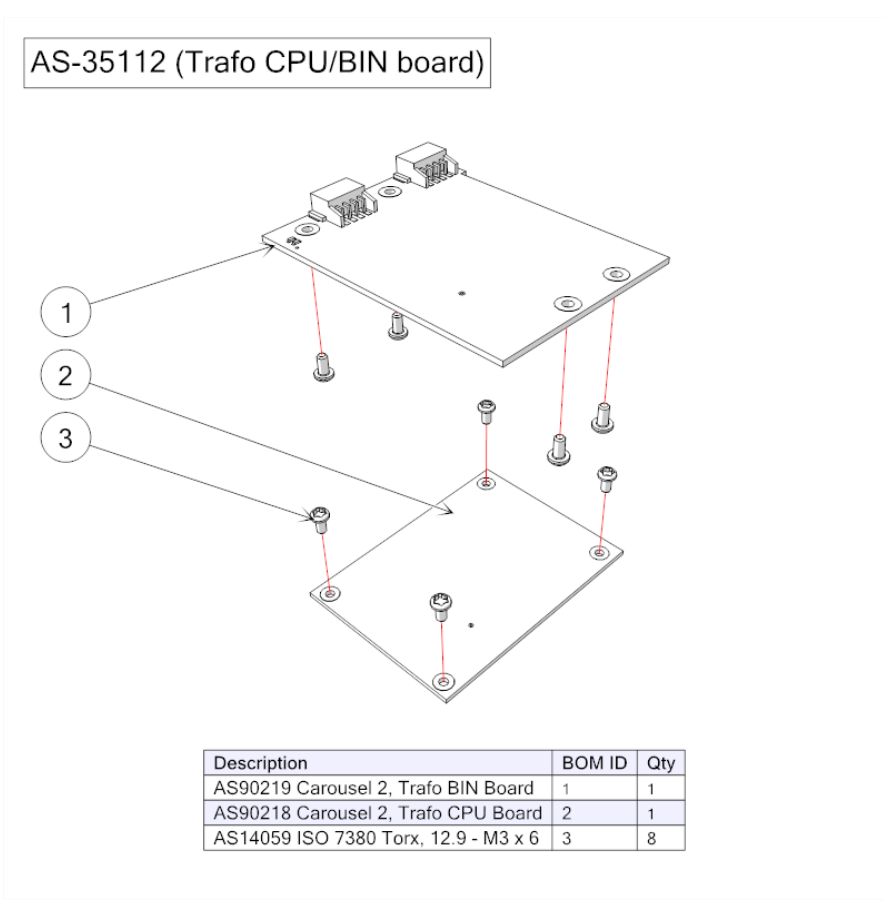 AS-35112 (Trafo CPU/BIN board)
1
2
3
Description BOM ID Qty
AS90219 Carousel 2, Trafo BIN Board 1 1
AS90218 Carousel 2, Trafo CPU Board 2 1
AS14059 ISO 7380 Torx, 12.9 - M3 x 6 3 8